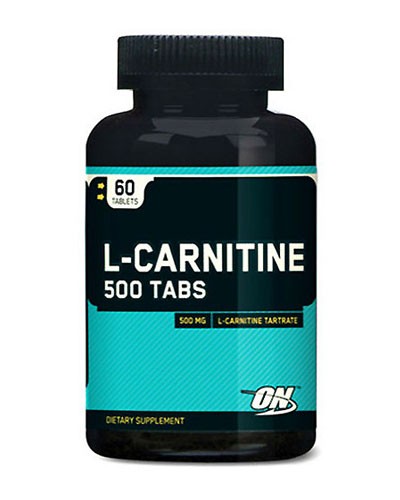 60
TABLETS
L-CARNITINE
500 TABS
500 MG L-CARNITINE TARTRATE
ON
DIETARY SUPPLEMENT